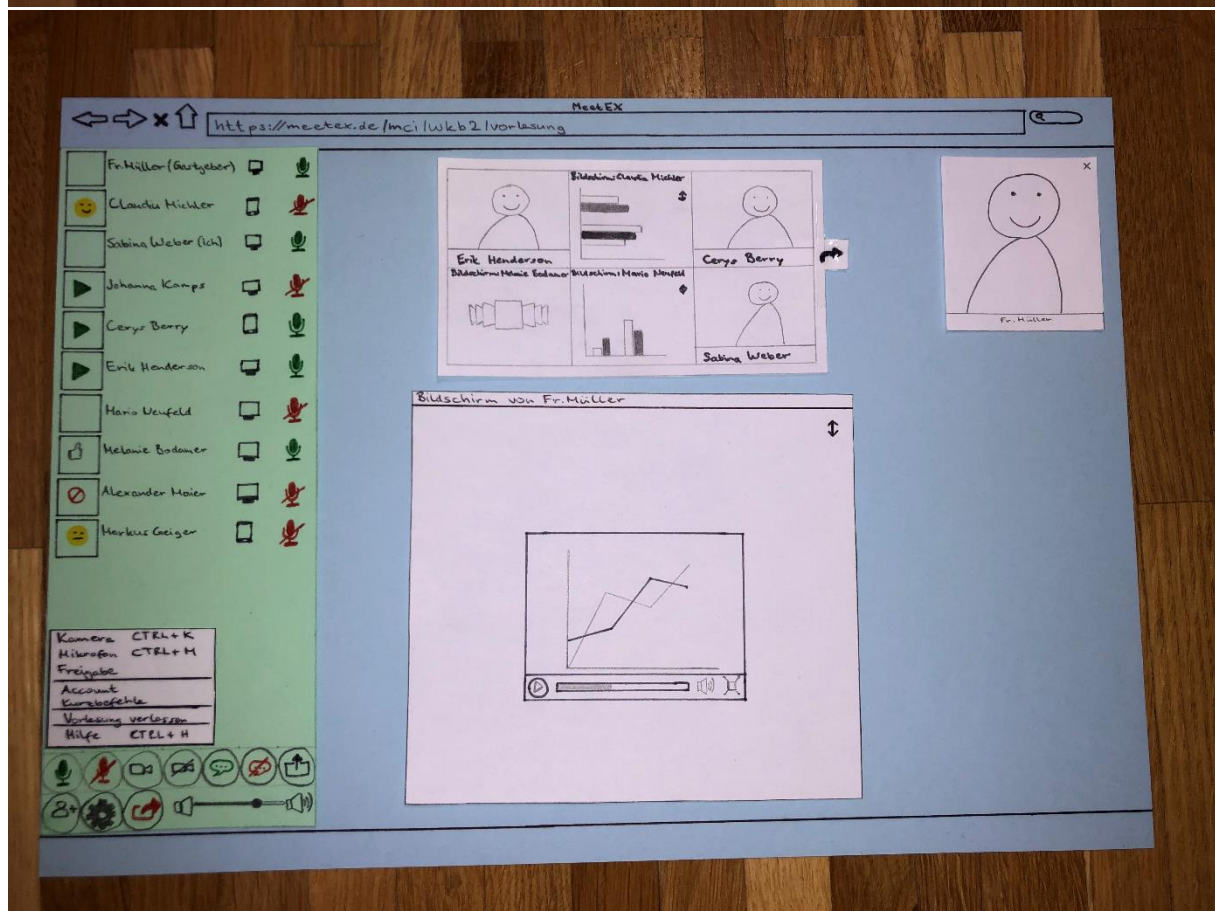 MeetEX
https://meetex.de/mci/wkb2/vorlesung
Fr. Müller (Gastgeber)
Claudia Michler
Sabina Weber (ich)
Johanna Kamps
Cerys Berry
Erik Henderson
Mario Neufeld
Melanie Bodamer
Alexander Maier
Markus Geiger
Kamera CTRL+K
Mikrofon CTRL+M
Freigabe
Account
Kurzbefehle
Vorlesung verlassen
Hilfe CTRL+H
Erik Henderson
Bildschirm: Claudia Michler
Cerys Berry
Bildschirm: Melanie Bodamer
Bildschirm: Mario Neufeld
Sabina Weber
Bildschirm von Fr. Müller
Fr. Müller